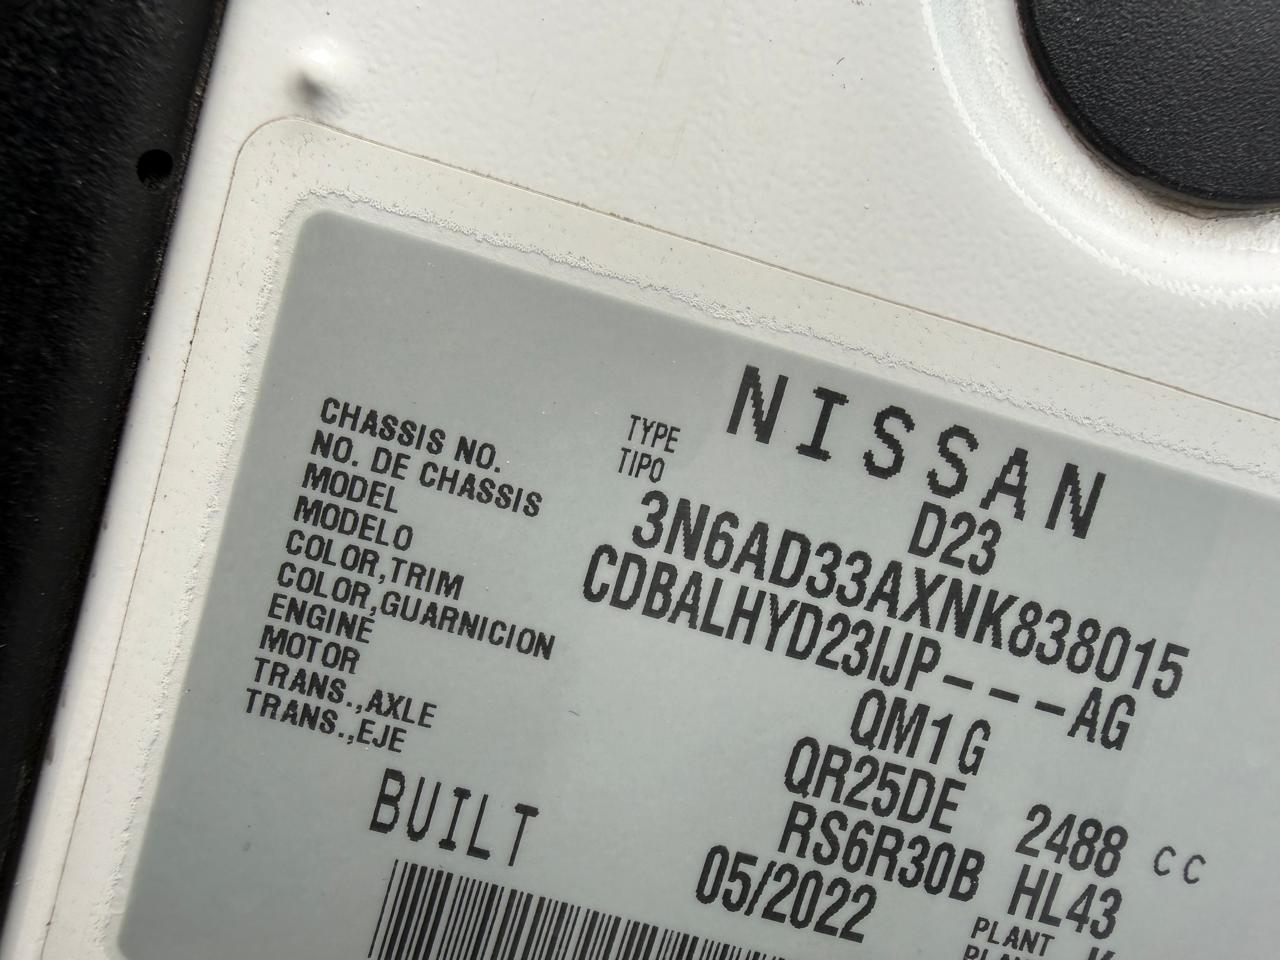 NISSAN
TYPE
TIPO D23
CHASSIS NO.
NO. DE CHASSIS 3N6AD33AXNK838015
MODEL
MODELO CDBALHYD23IJP---AG
COLOR,TRIM
COLOR,GUARNICION QM1 G
ENGINE
MOTOR QR25DE 2488 CC
TRANS.,AXLE
TRANS.,EJE RS6R30B HL43
BUILT 05/2022
PLANT